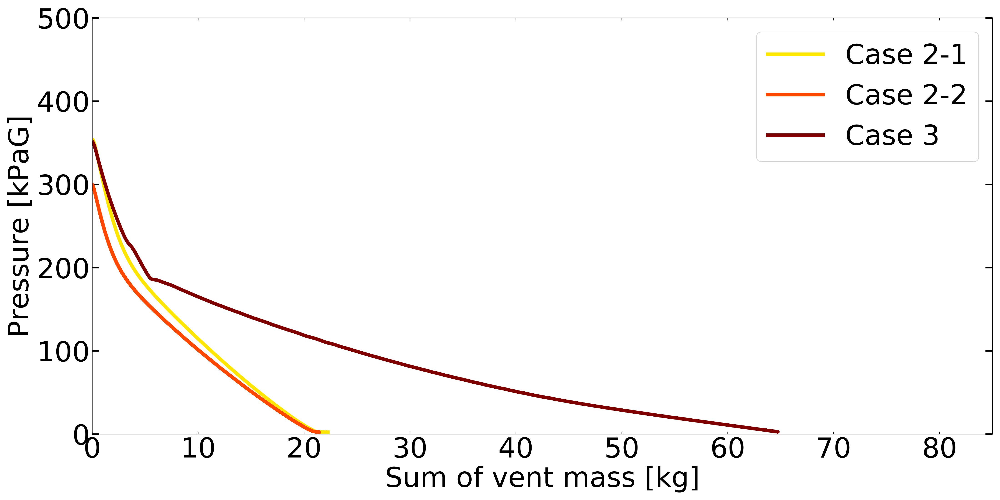 Pressure [kPaG]
500
400
300
200
100
0
0 10 20 30 40 50 60 70 80
Sum of vent mass [kg]
Case 2-1
Case 2-2
Case 3